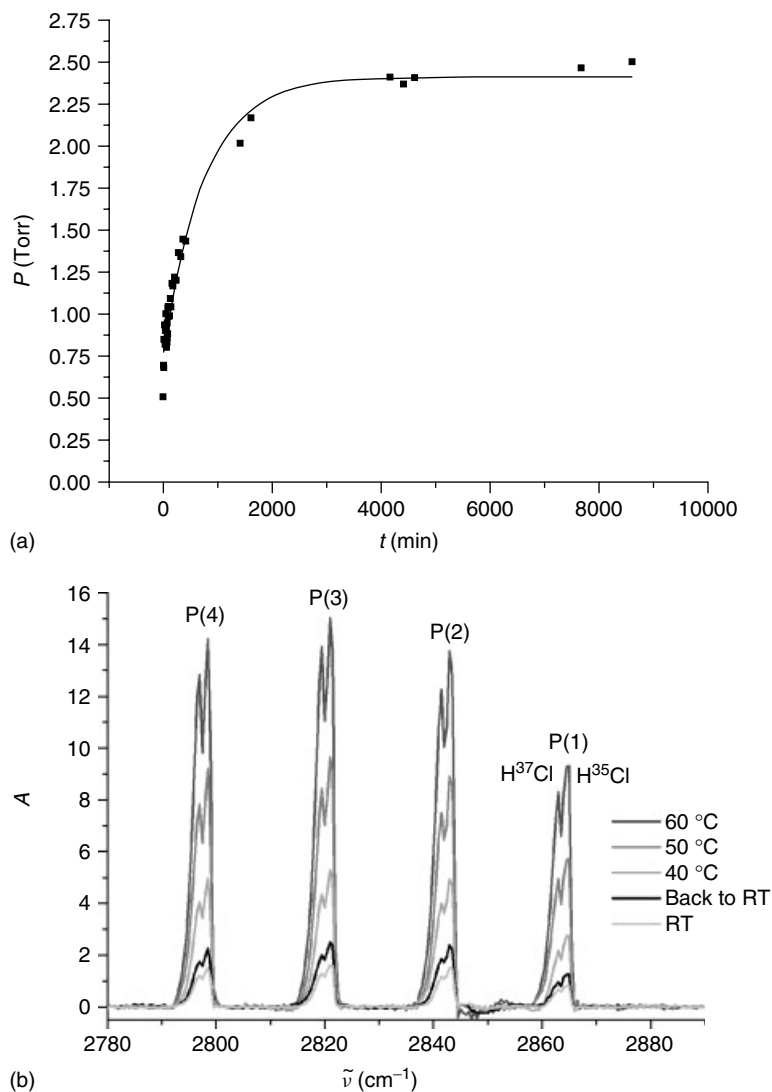 3.00
2.75
2.50
2.25
2.00
1.75
1.50
1.25
1.00
0.75
0.50
0.25
0.00
P (Torr)
0 2000 4000 6000 8000 10000
t (min)
(a)
16
14
12
10
8
6
4
2
0
A
P(4)
P(3)
P(2)
P(1)
H³⁷Cl H³⁵Cl
60 °C
50 °C
40 °C
Back to RT
RT
2780 2800 2820 2840 2860 2880
ṽ (cm⁻¹)
(b)